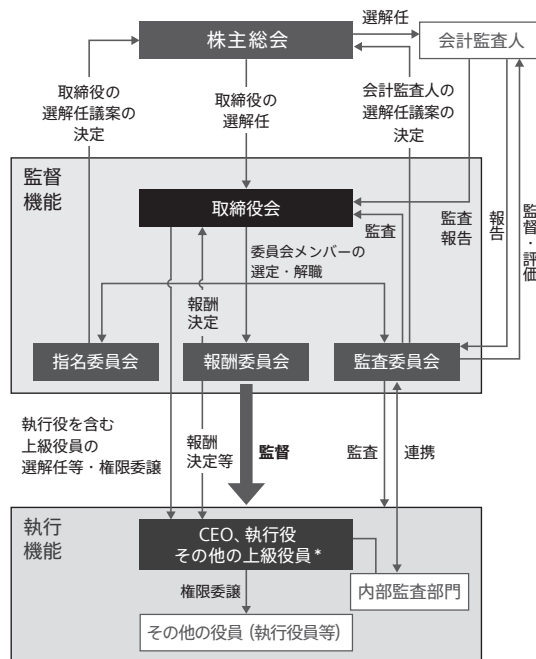 選解任
株主総会
会計監査人
取締役の
選解任議案の
決定
取締役の
選解任
会計監査人の
選解任議案の
決定
監督
機能
取締役会
監査
監査
報告
報告
監督・評価
委員会メンバーの
選定・解職
報酬
決定
指名委員会
報酬委員会
監査委員会
執行役を含む
上級役員の
選解任等・権限委譲
報酬
決定等
監督
監査
連携
執行
機能
CEO、執行役
その他の上級役員*
内部監査部門
権限委譲
その他の役員 (執行役員等)